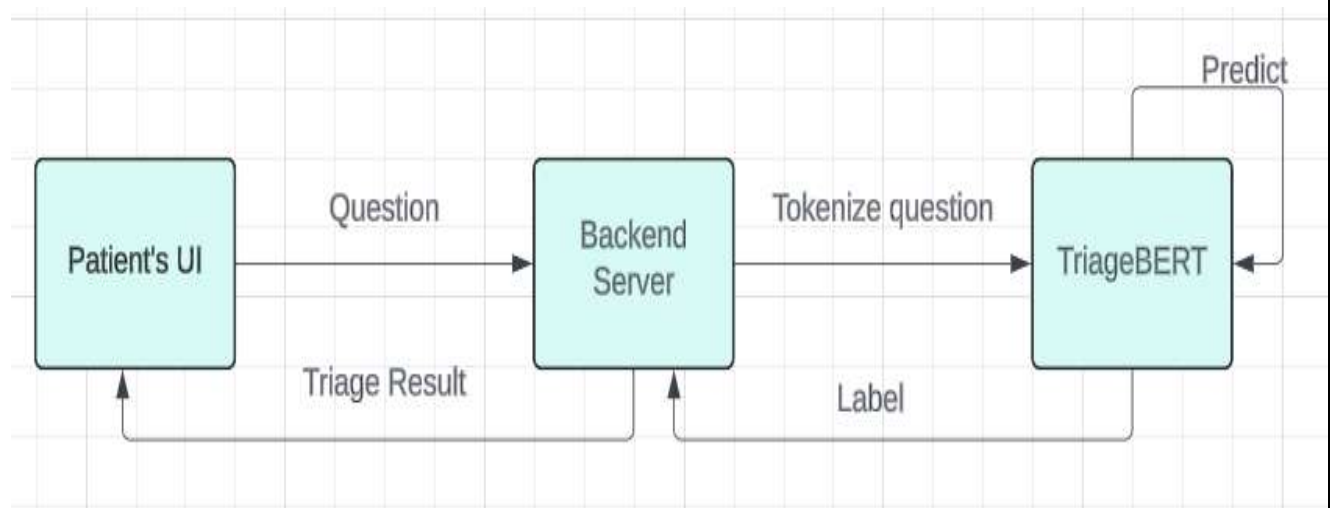 Predict
Question
Tokenize question
Patient's UI
Backend
Server
TriageBERT
Triage Result
Label